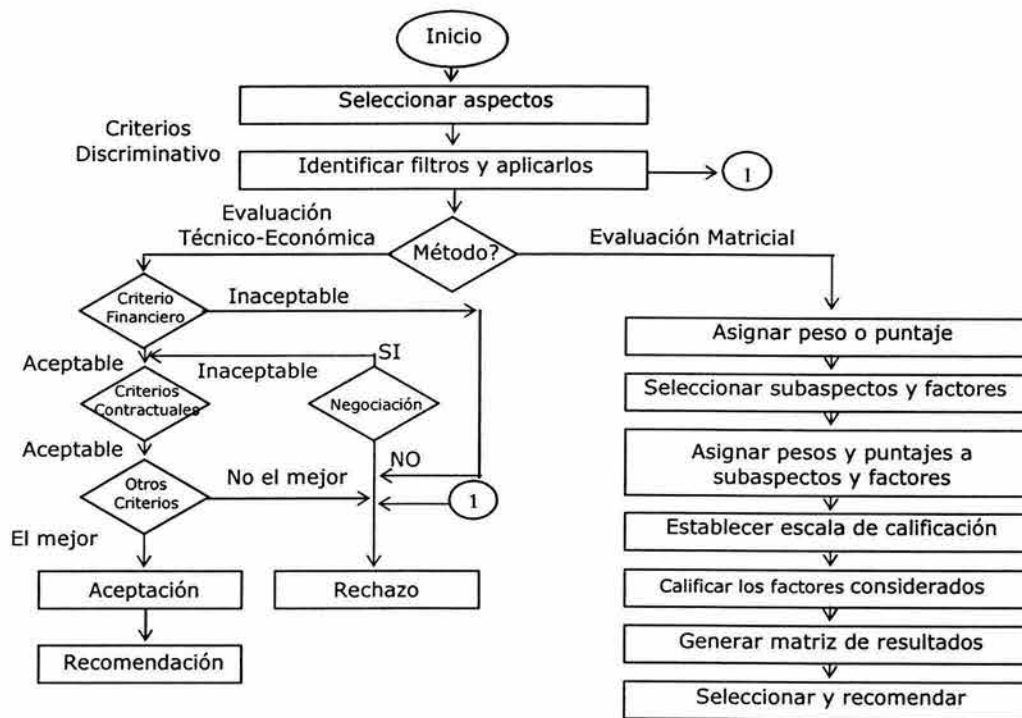 Inicio
Seleccionar aspectos
Criterios
Discriminativo
Identificar filtros y aplicarlos
1
Evaluación
Técnico-Económica
Método?
Evaluación Matricial
Criterio
Financiero
Inaceptable
Aceptable
Inaceptable
SI
Criterios
Contractuales
Negociación
Aceptable
NO
Otros
Criterios
No el mejor
1
El mejor
Aceptación
Rechazo
Recomendación
Asignar peso o puntaje
Seleccionar subaspectos y factores
Asignar pesos y puntajes a
subaspectos y factores
Establecer escala de calificación
Calificar los factores considerados
Generar matriz de resultados
Seleccionar y recomendar